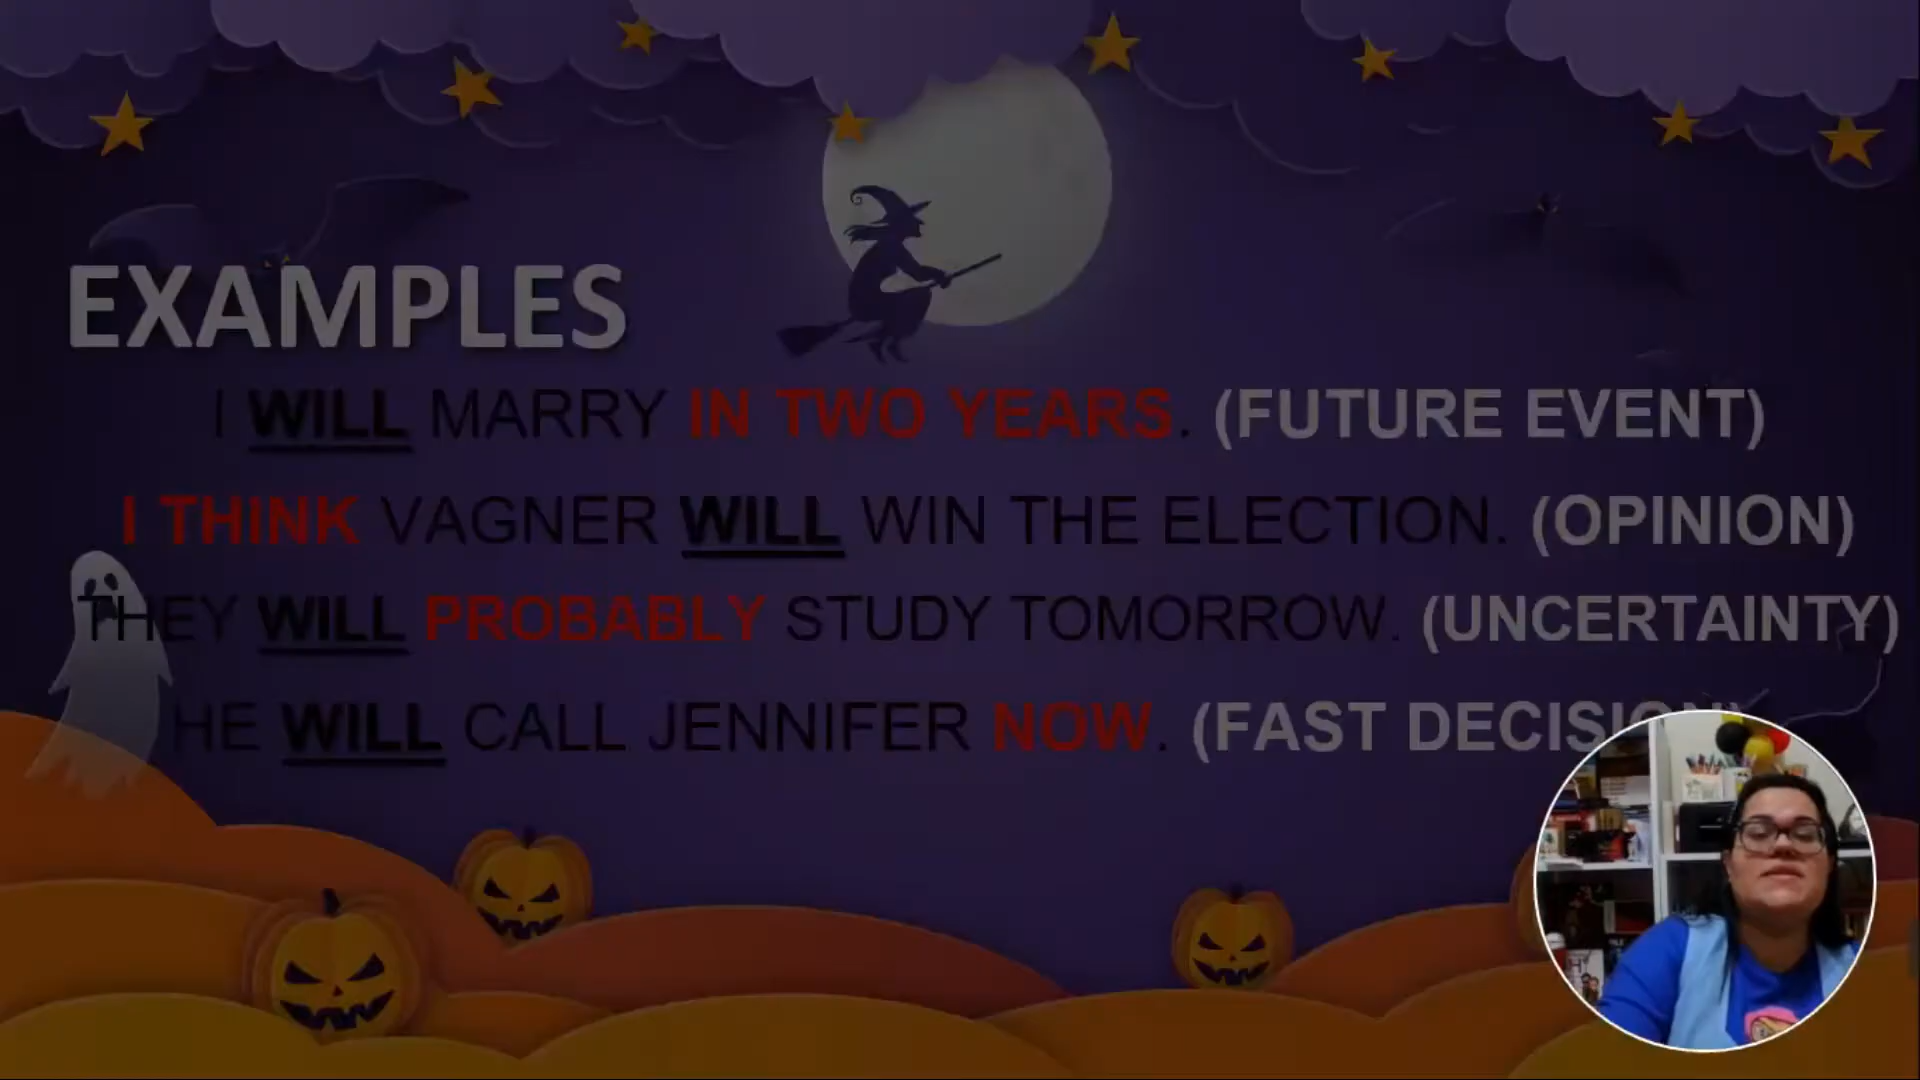 EXAMPLES
I WILL MARRY IN TWO YEARS. (FUTURE EVENT)
I THINK VAGNER WILL WIN THE ELECTION. (OPINION)
THEY WILL PROBABLY STUDY TOMORROW. (UNCERTAINTY)
HE WILL CALL JENNIFER NOW. (FAST DECISION)